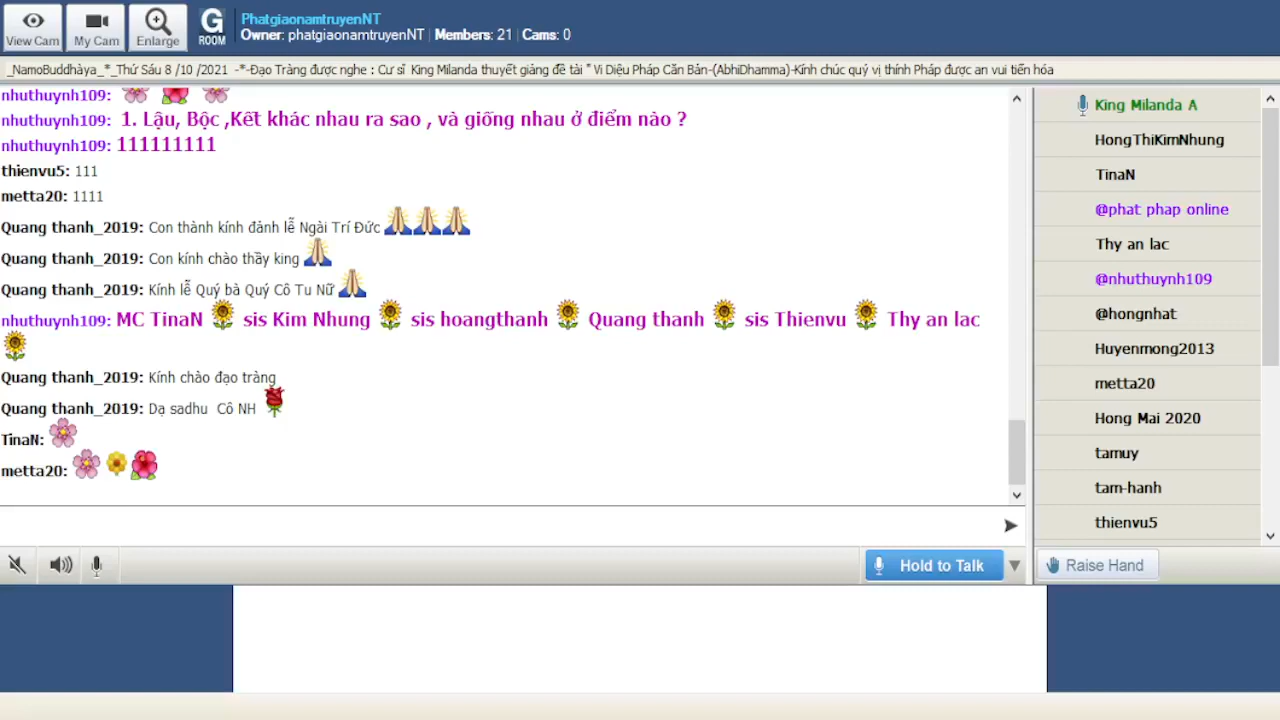 View Cam
My Cam
Enlarge
G
ROOM
PhatgiaonamtruyenNT
Owner: phatgiaonamtruyenNT | Members: 21 | Cams: 0
_NamoBuddhàya_*_Thứ Sáu 8 /10 /2021 -*-Đạo Tràng được nghe : Cư sĩ King Milanda thuyết giảng đề tài " Vi Diệu Pháp Căn Bản-(AbhiDhamma)-Kính chúc quý vị thính Pháp được an vui tiến hóa
nhuthuynh109:
nhuthuynh109: 1. Lậu, Bộc ,Kết khác nhau ra sao , và giống nhau ở điểm nào ?
nhuthuynh109: 111111111
thienvu5: 111
metta20: 1111
Quang thanh_2019: Con thành kính đảnh lễ Ngài Trí Đức
Quang thanh_2019: Con kính chào thầy king
Quang thanh_2019: Kính lễ Quý bà Quý Cô Tu Nữ
nhuthuynh109: MC TinaN sis Kim Nhung sis hoangthanh Quang thanh sis Thienvu Thy an lac
Quang thanh_2019: Kính chào đạo tràng
Quang thanh_2019: Dạ sadhu Cô NH
TinaN:
metta20:
Hold to Talk
King Milanda A
HongThiKimNhung
TinaN
@phat phap online
Thy an lac
@nhuthuynh109
@hongnhat
Huyenmong2013
metta20
Hong Mai 2020
tamuy
tam-hanh
thienvu5
Raise Hand